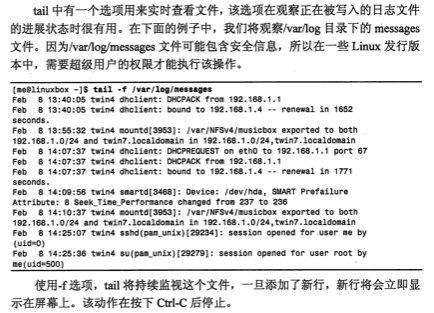 tail 中有一个选项用来实时查看文件，该选项在观察正在被写入的日志文件
的进展状态时很有用。在下面的例子中，我们将观察/var/log 目录下的 messages
文件。因为/var/log/messages 文件可能包含安全信息，所以在一些 Linux 发行版
本中，需要超级用户的权限才能执行该操作。
[me@linuxbox ~]$ tail -f /var/log/messages
Feb  8 13:40:05 twin4 dhclient: DHCPACK from 192.168.1.1
Feb  8 13:40:05 twin4 dhclient: bound to 192.168.1.4 -- renewal in 1652
seconds.
Feb  8 13:55:32 twin4 mountd[3953]: /var/NFSv4/musicbox exported to both
192.168.1.0/24 and twin7.localdomain in 192.168.1.0/24,twin7.localdomain
Feb  8 14:07:37 twin4 dhclient: DHCPREQUEST on eth0 to 192.168.1.1 port 67
Feb  8 14:07:37 twin4 dhclient: DHCPACK from 192.168.1.1
Feb  8 14:07:37 twin4 dhclient: bound to 192.168.1.4 -- renewal in 1771
seconds.
Feb  8 14:09:56 twin4 smartd[3468]: Device: /dev/hda, SMART Prefailure
Attribute: 8 Seek_Time_Performance changed from 237 to 236
Feb  8 14:10:37 twin4 mountd[3953]: /var/NFSv4/musicbox exported to both
192.168.1.0/24 and twin7.localdomain in 192.168.1.0/24,twin7.localdomain
Feb  8 14:25:07 twin4 sshd(pam_unix)[29234]: session opened for user me by
(uid=0)
Feb  8 14:25:36 twin4 su(pam_unix)[29279]: session opened for user root by
me(uid=500)
使用-f 选项，tail 将持续监视这个文件，一旦添加了新行，新行将会立即显
示在屏幕上。该动作在按下 Ctrl-C 后停止。